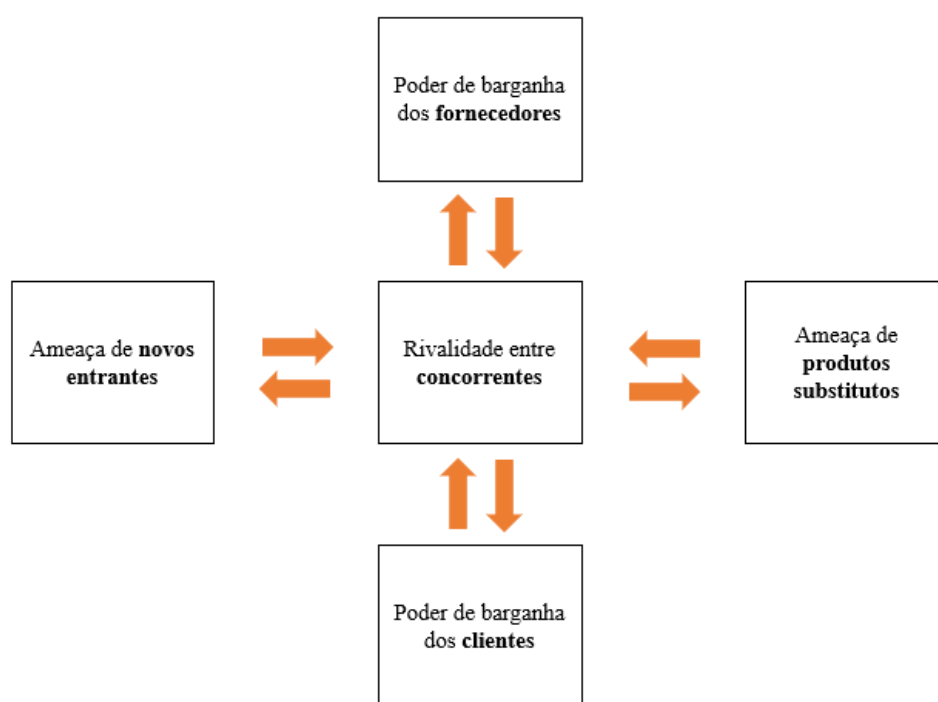 Poder de barganha
dos fornecedores
Ameaça de novos
entrantes
Rivalidade entre
concorrentes
Ameaça de
produtos
substitutos
Poder de barganha
dos clientes